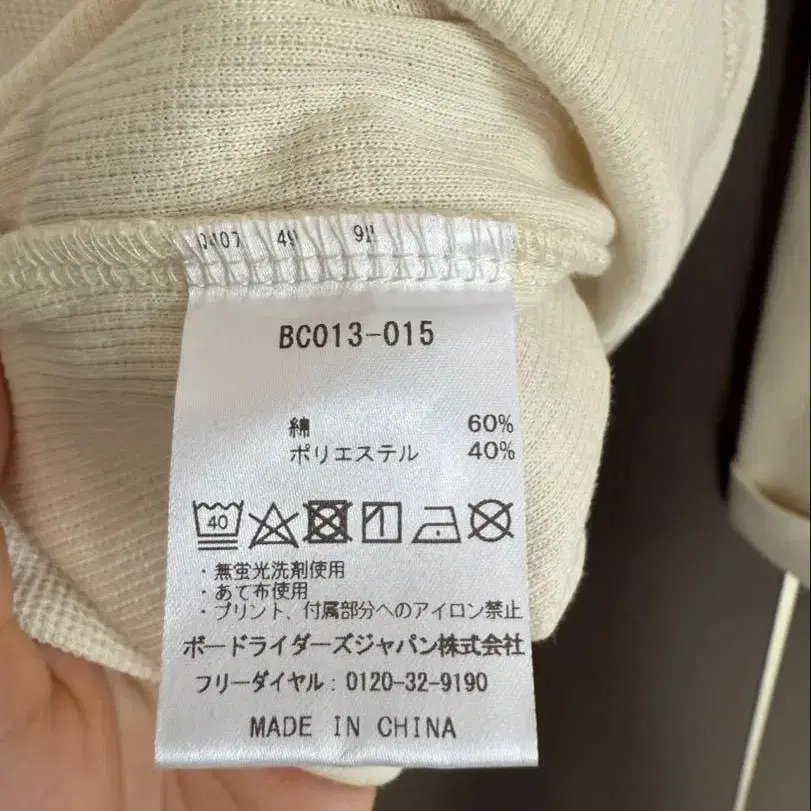 BC013-015
綿 60%
ポリエステル 40%
40
・無蛍光洗剤使用
・あて布使用
・プリント、付属部分へのアイロン禁止
ボードライダーズジャパン株式会社
フリーダイヤル：0120-32-9190
MADE IN CHINA